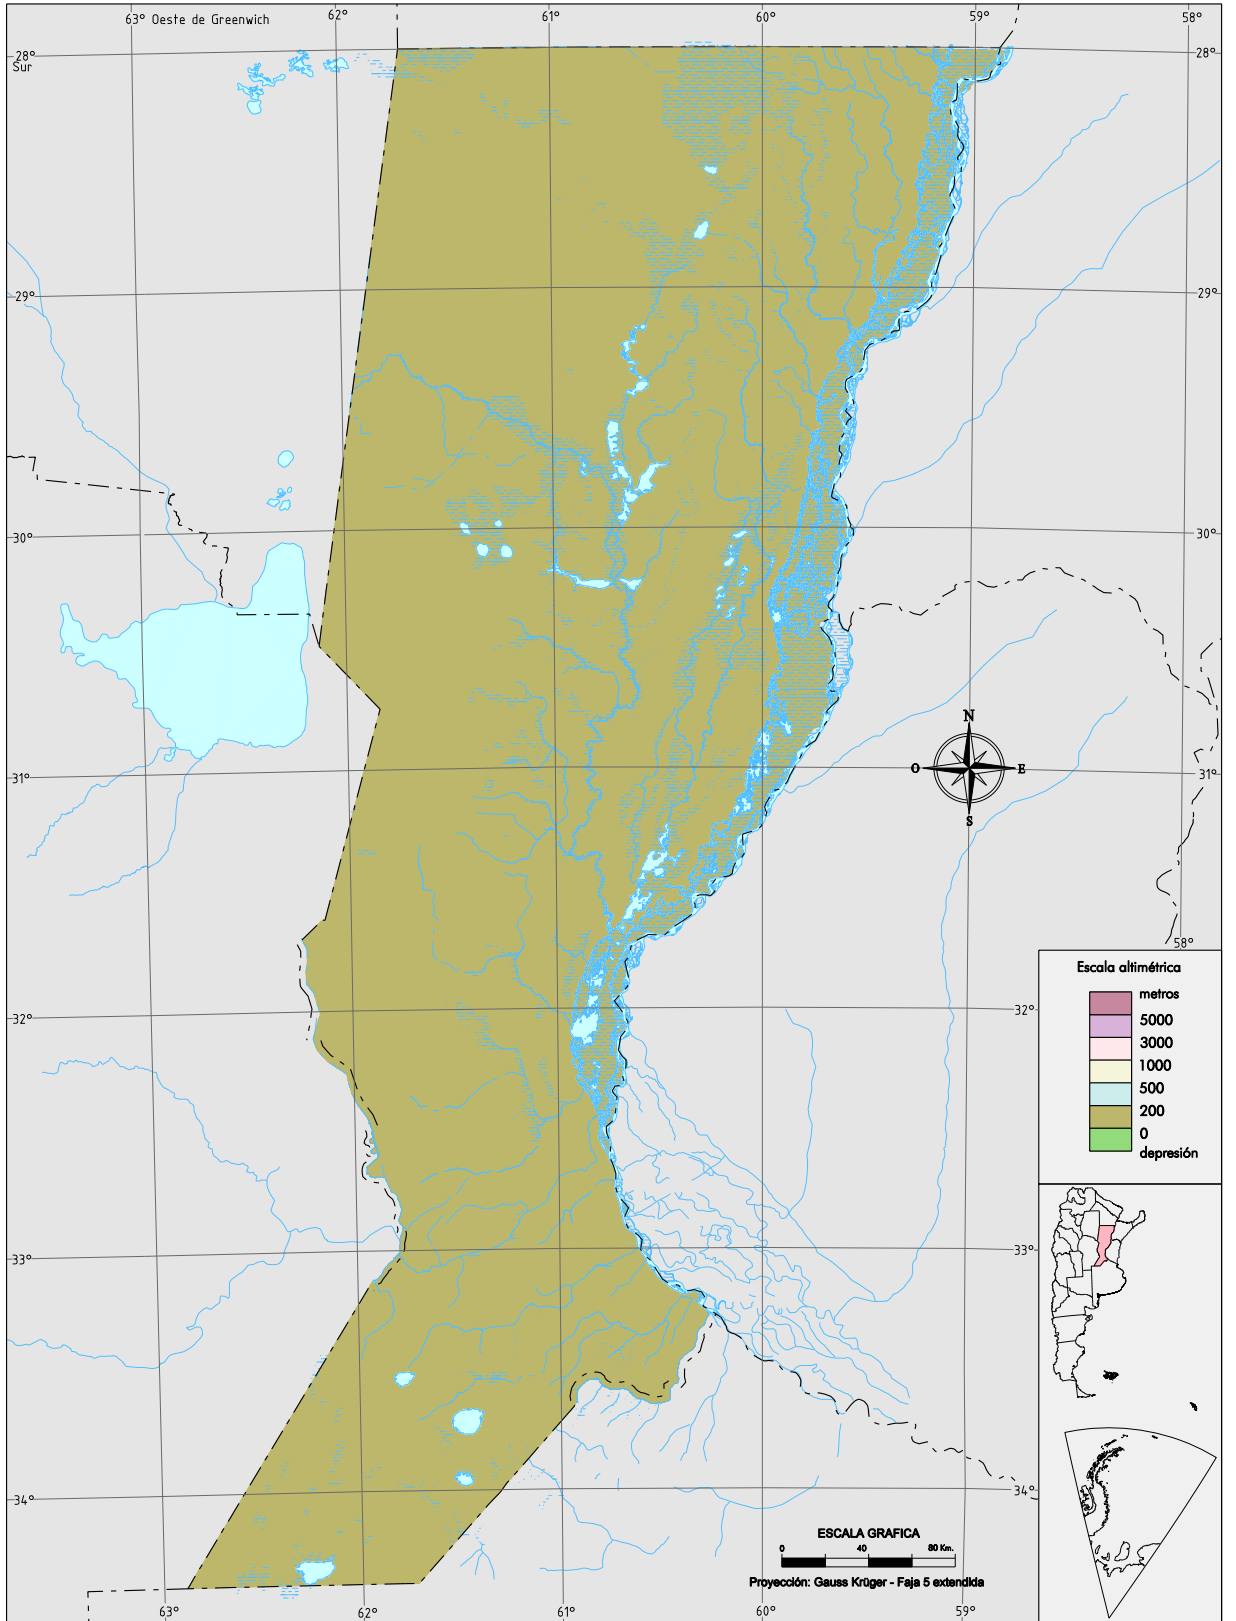 63° Oeste de Greenwich
62°
61°
60°
59°
58°
28°
Sur
28°
29°
29°
30°
30°
N
O
E
S
31°
31°
58°
Escala altimétrica
metros
5000
3000
1000
500
200
0
depresión
32°
32°
33°
33°
34°
34°
ESCALA GRAFICA
0 40 80 Km.
Proyección: Gauss Krüger - Faja 5 extendida
63°
62°
61°
60°
59°